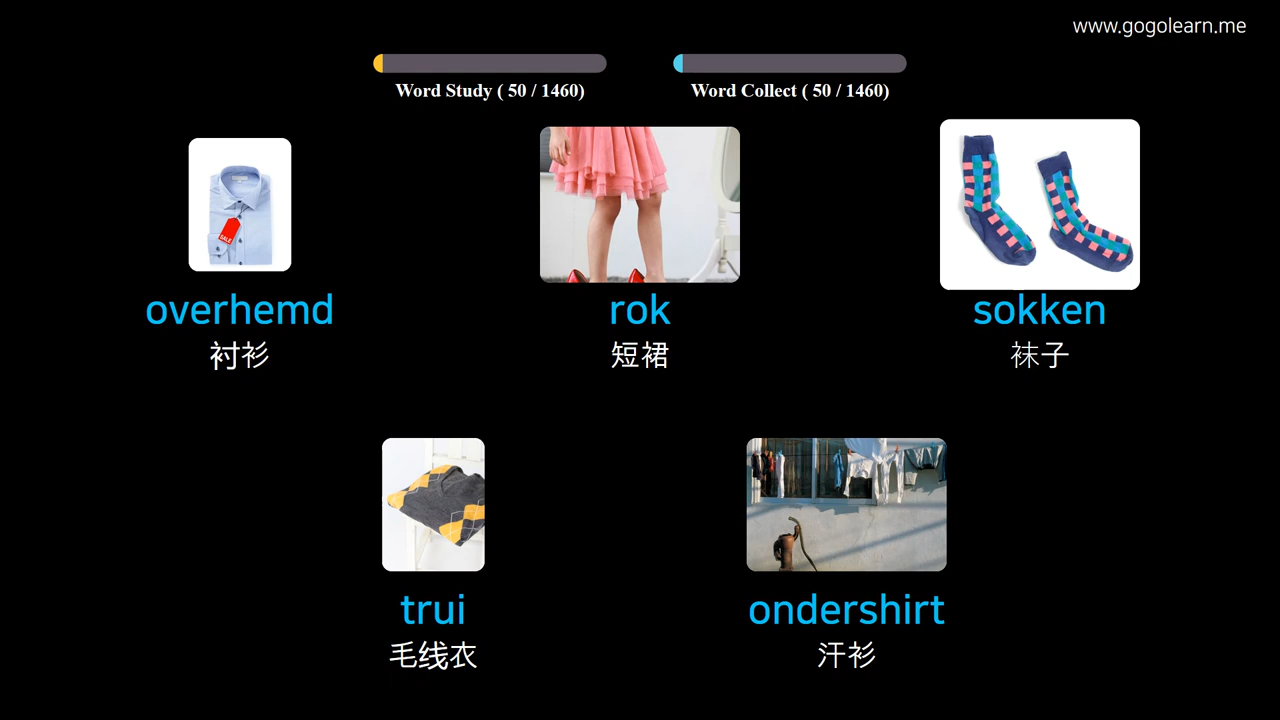 www.gogolearn.me
Word Study ( 50 / 1460)
Word Collect ( 50 / 1460)
SALE
overhemd
衬衫
rok
短裙
sokken
袜子
trui
毛线衣
ondershirt
汗衫